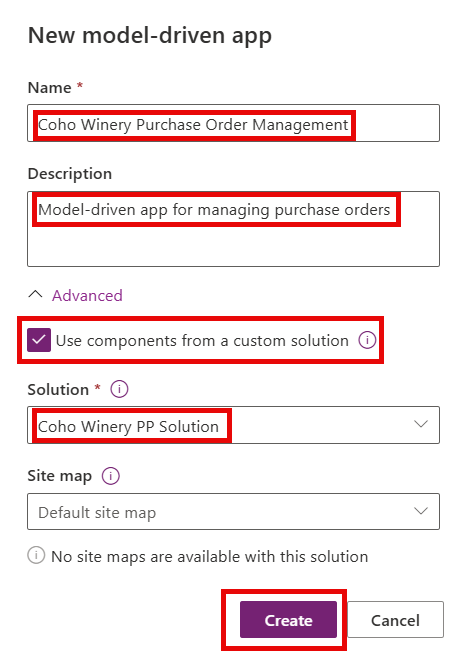 New model-driven app
Name *
Coho Winery Purchase Order Management
Description
Model-driven app for managing purchase orders
Advanced
Use components from a custom solution
Solution *
Coho Winery PP Solution
Site map
Default site map
No site maps are available with this solution
Create Cancel